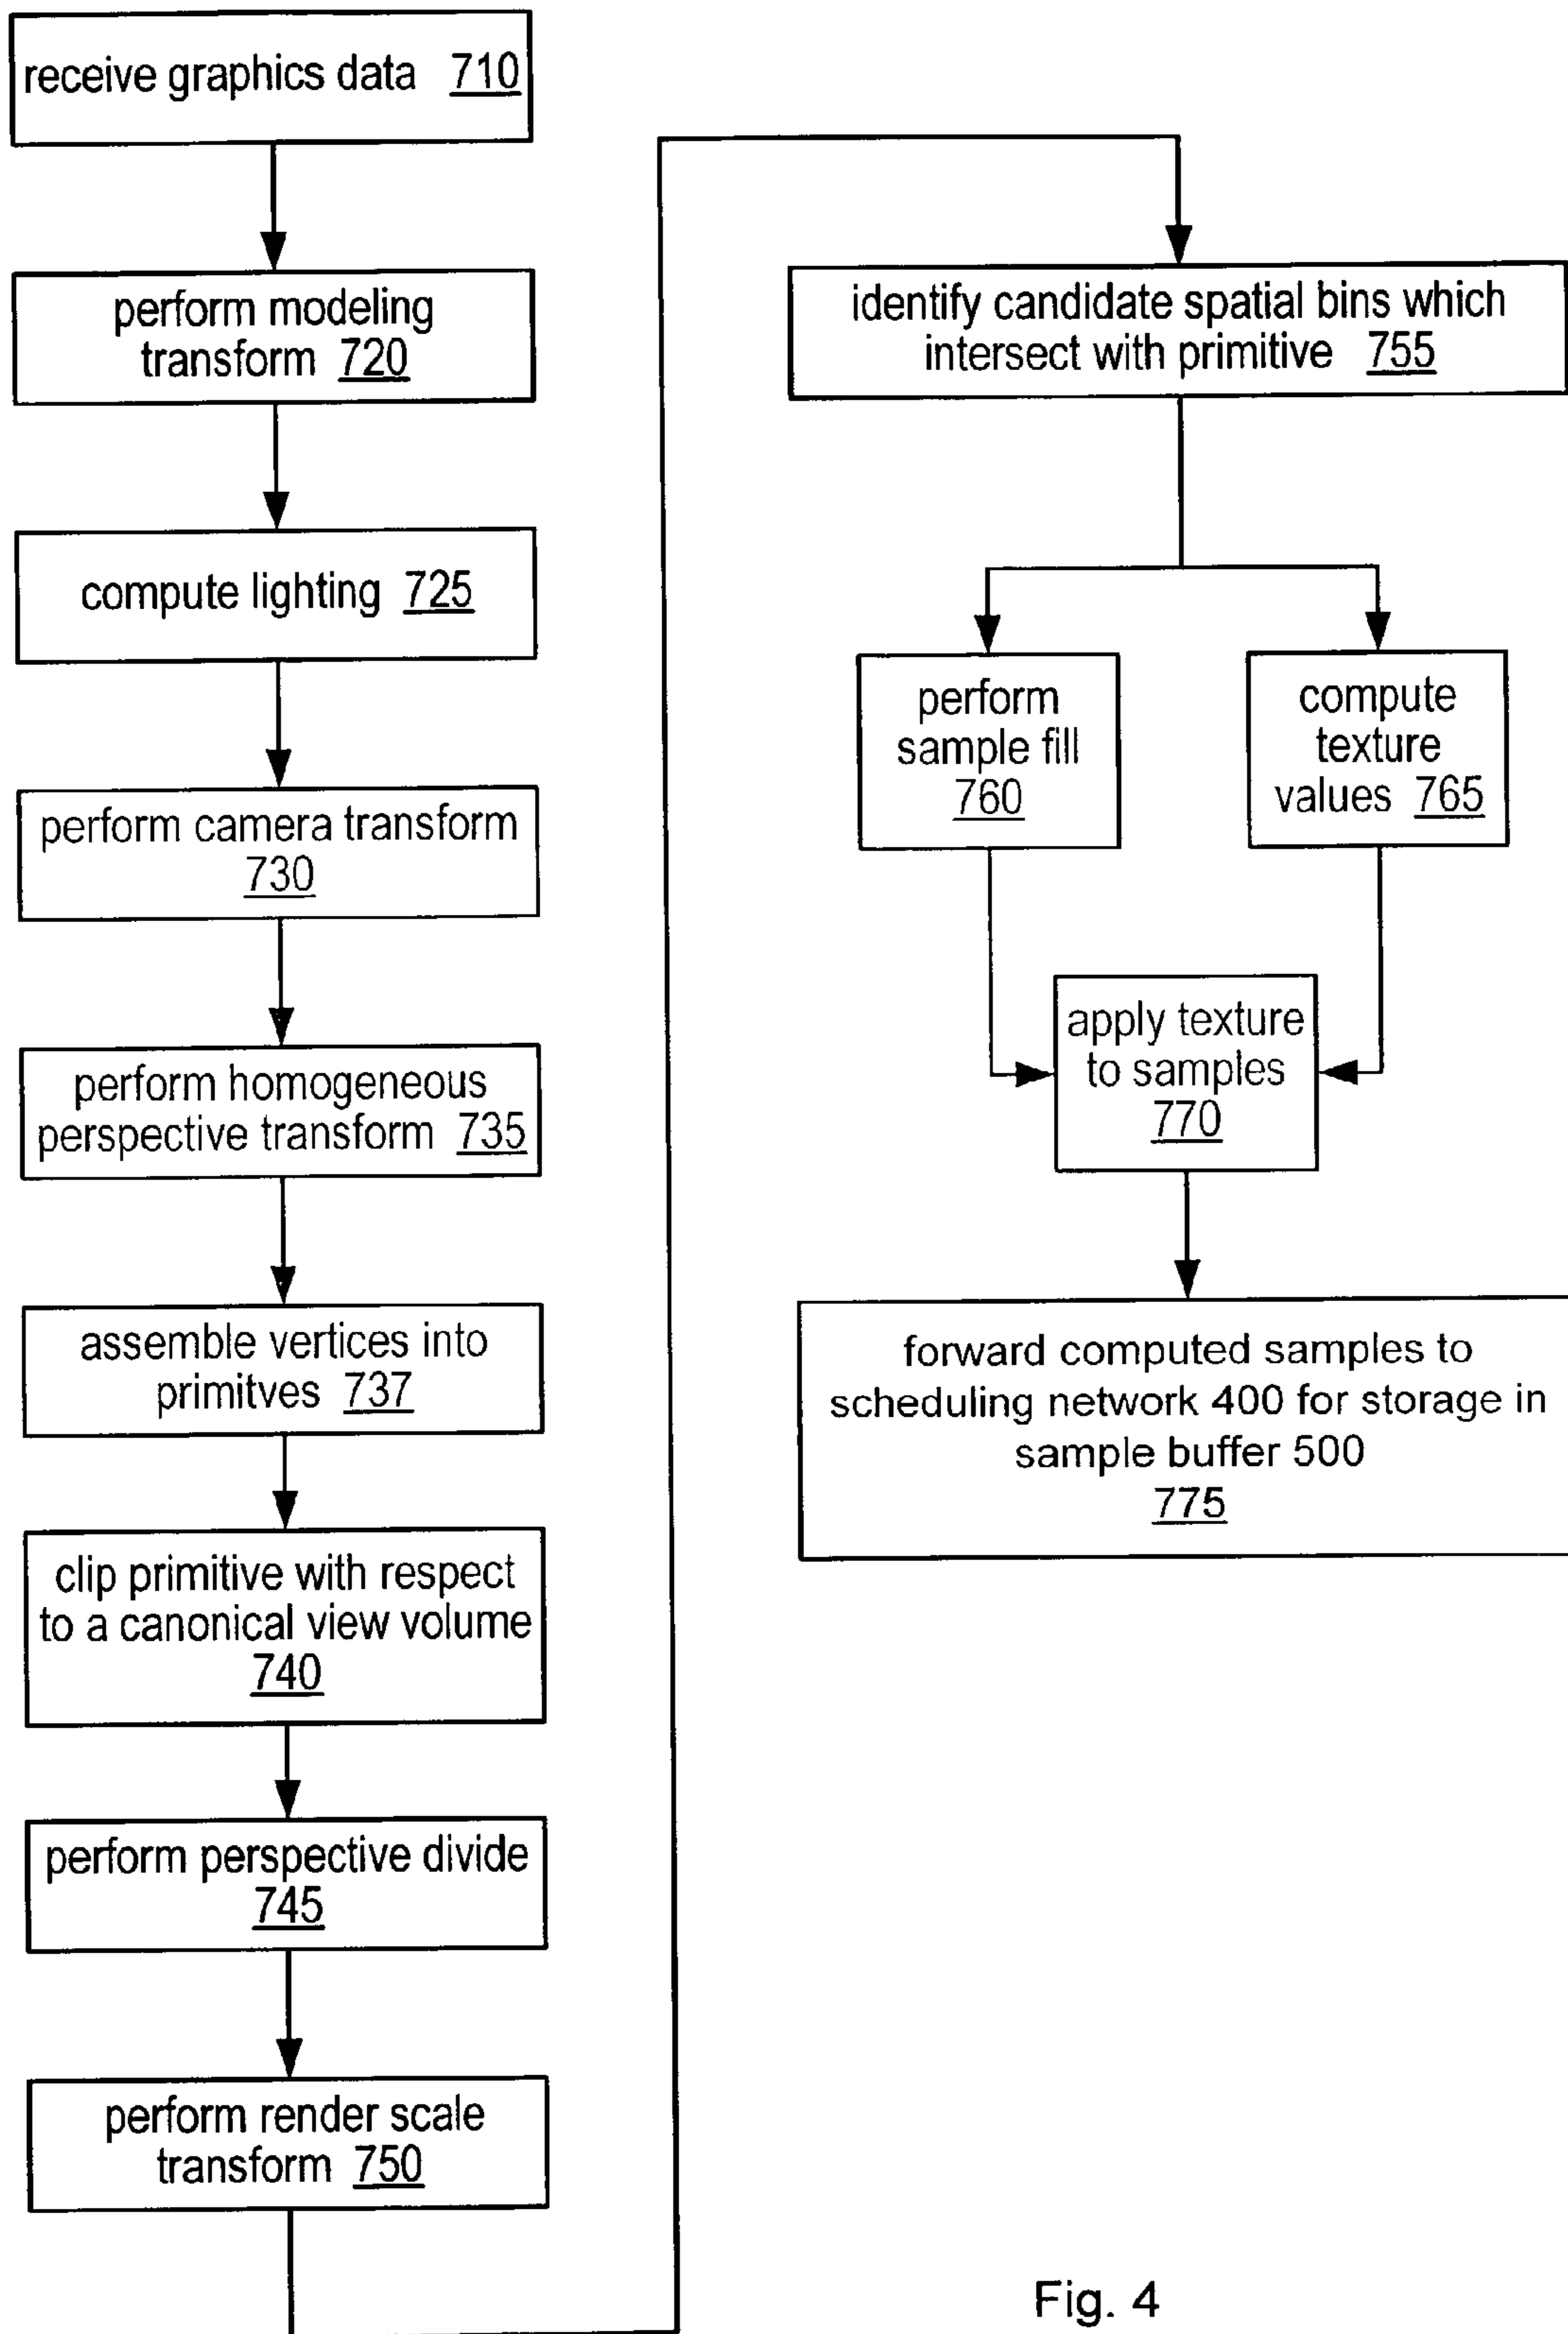 receive graphics data 710
perform modeling
transform 720
compute lighting 725
perform camera transform
730
perform homogeneous
perspective transform 735
assemble vertices into
primitves 737
clip primitive with respect
to a canonical view volume
740
perform perspective divide
745
perform render scale
transform 750
identify candidate spatial bins which
intersect with primitive 755
perform
sample fill
760
compute
texture
values 765
apply texture
to samples
770
forward computed samples to
scheduling network 400 for storage in
sample buffer 500
775
Fig. 4